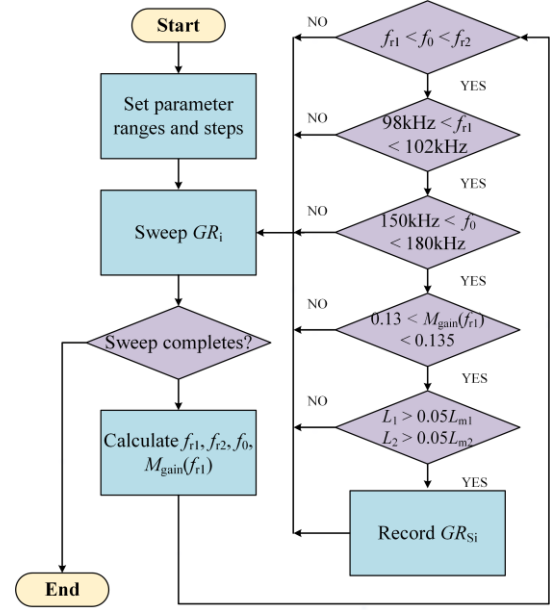 Start
Set parameter
ranges and steps
Sweep GRi
Sweep completes?
Calculate fr1, fr2, f0,
Mgain(fr1)
End
NO
fr1 < f0 < fr2
YES
NO
98kHz < fr1
< 102kHz
YES
NO
150kHz < f0
< 180kHz
YES
NO
0.13 < Mgain(fr1)
< 0.135
YES
NO
L1 > 0.05Lm1
L2 > 0.05Lm2
YES
Record GRSi